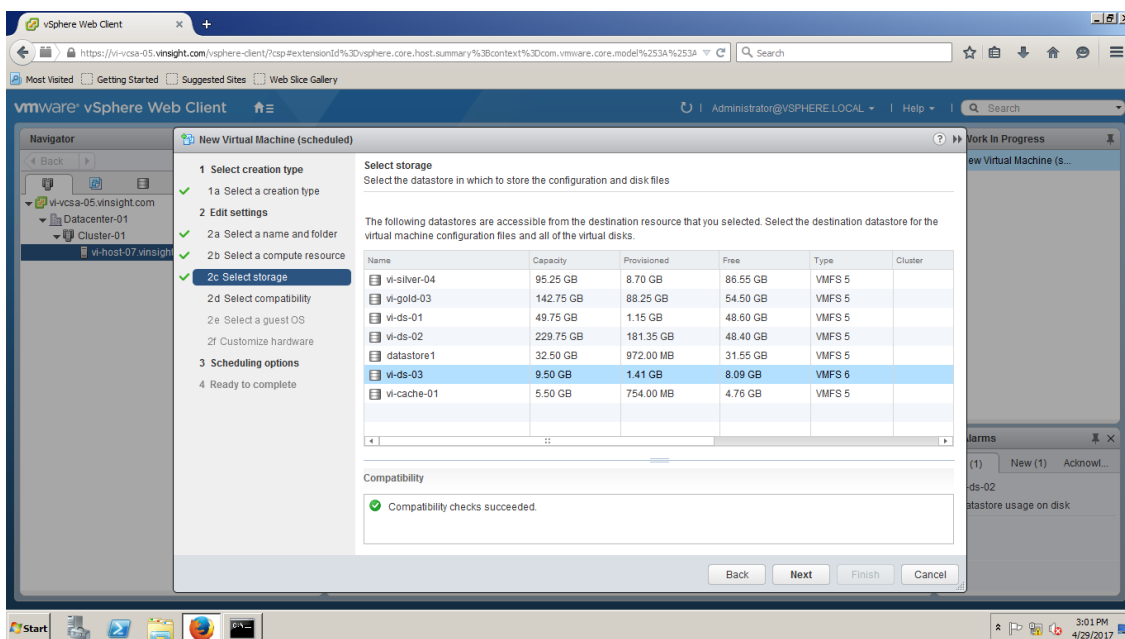 vSphere Web Client
https://vi-vcsa-05.vinsight.com/vsphere-client/?csp#extensionId%3Dvsphere.core.host.summary%3Bcontext%3Dcom.vmware.core.model%253A%253A
Search
Most Visited Getting Started Suggested Sites Web Slice Gallery
vmware® vSphere Web Client
Administrator@VSPHERE.LOCAL Help Search
Navigator
Back
vi-vcsa-05.vinsight.com
Datacenter-01
Cluster-01
vi-host-07.vinsight
New Virtual Machine (scheduled)
1 Select creation type
1a Select a creation type
2 Edit settings
2a Select a name and folder
2b Select a compute resource
2c Select storage
2d Select compatibility
2e Select a guest OS
2f Customize hardware
3 Scheduling options
4 Ready to complete
Select storage
Select the datastore in which to store the configuration and disk files
The following datastores are accessible from the destination resource that you selected. Select the destination datastore for the
virtual machine configuration files and all of the virtual disks.
Name Capacity Provisioned Free Type Cluster
vi-silver-04 95.25 GB 8.70 GB 86.55 GB VMFS 5
vi-gold-03 142.75 GB 88.25 GB 54.50 GB VMFS 5
vi-ds-01 49.75 GB 1.15 GB 48.60 GB VMFS 5
vi-ds-02 229.75 GB 181.35 GB 48.40 GB VMFS 5
datastore1 32.50 GB 972.00 MB 31.55 GB VMFS 5
vi-ds-03 9.50 GB 1.41 GB 8.09 GB VMFS 6
vi-cache-01 5.50 GB 754.00 MB 4.76 GB VMFS 5
Compatibility
Compatibility checks succeeded.
Back Next Finish Cancel
Work In Progress
ew Virtual Machine (s...
larms
(1) New (1) Acknowl...
-ds-02
atastore usage on disk
Start
3:01 PM
4/29/2017